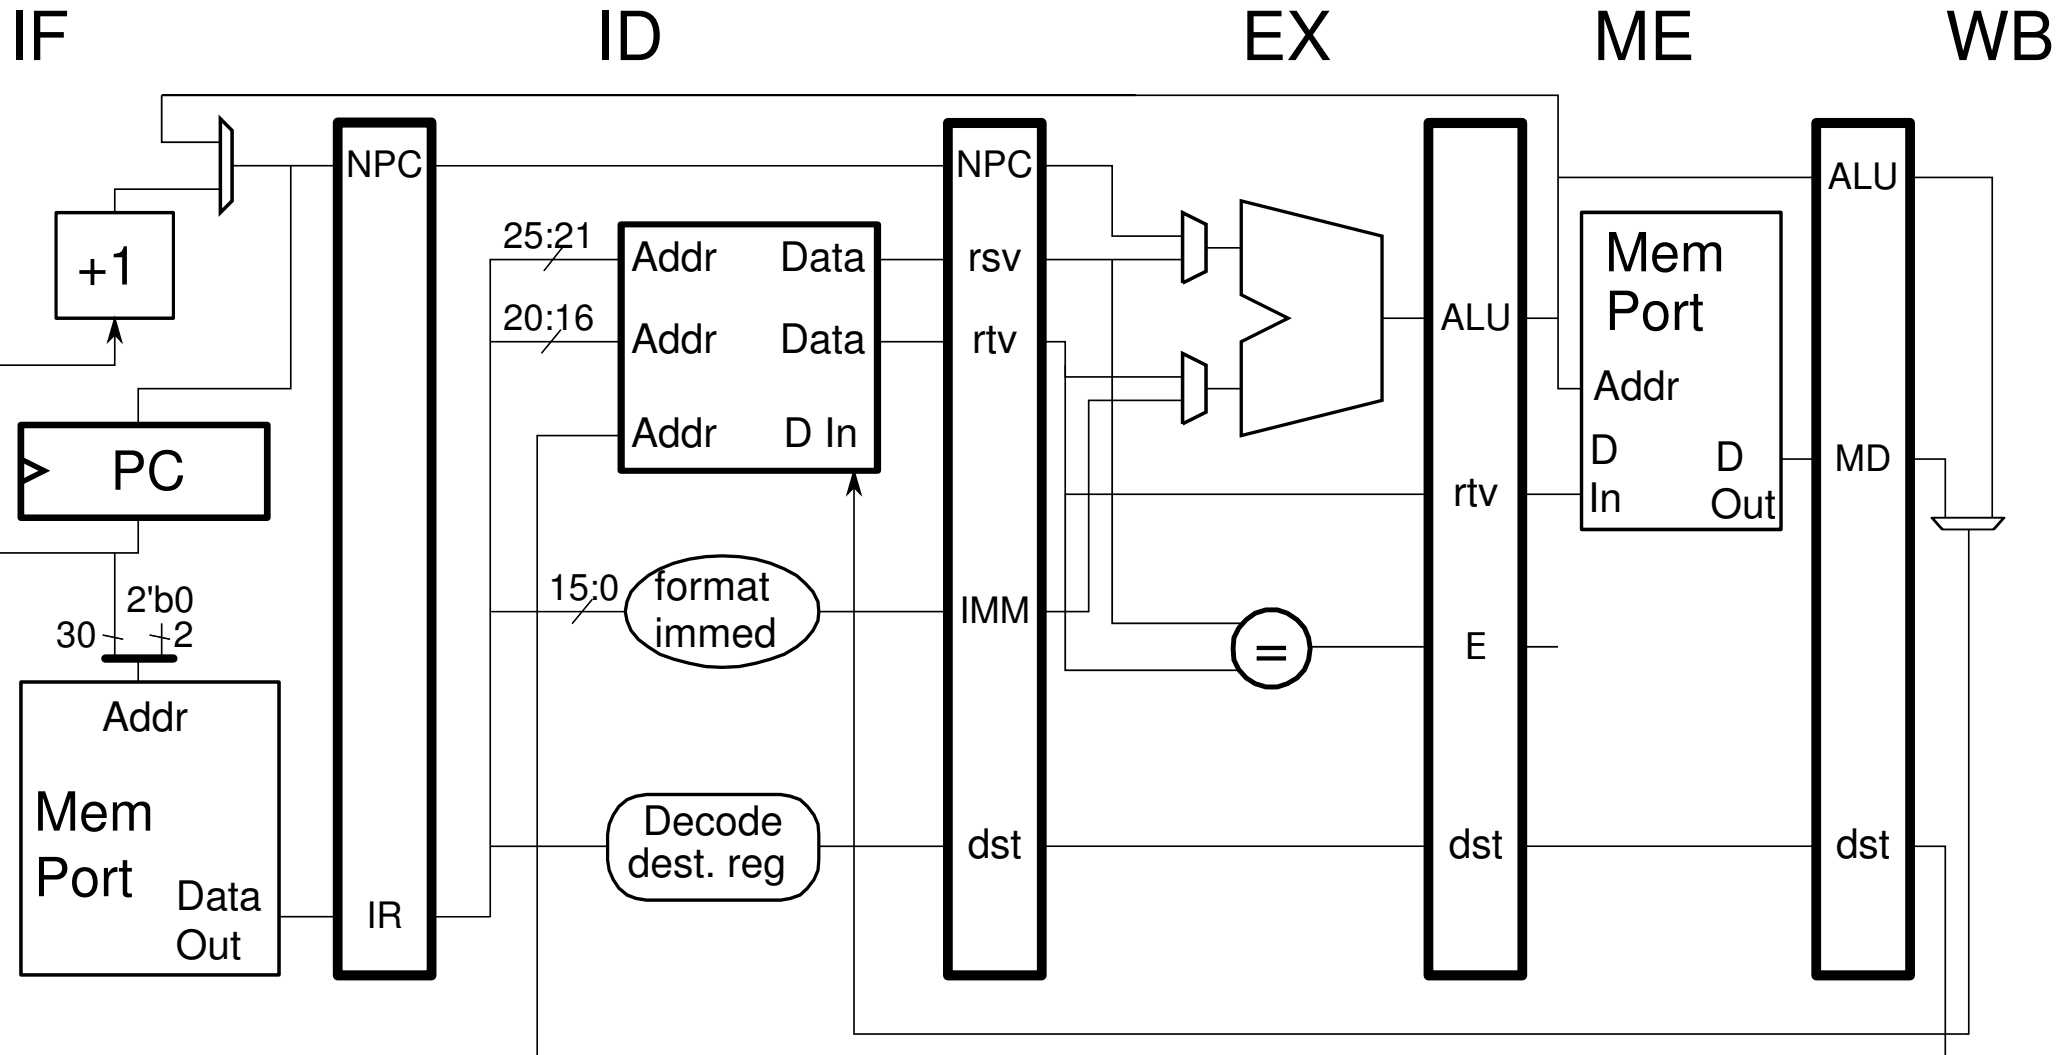 IF
ID
EX
ME
WB
+1
PC
30
2'b0
2
Addr
Mem
Port
Data
Out
NPC
IR
25:21
20:16
Addr
Data
Addr
Data
Addr
D In
15:0
format
immed
Decode
dest. reg
NPC
rsv
rtv
IMM
dst
=
ALU
rtv
E
dst
Mem
Port
Addr
D
In
D
Out
ALU
MD
dst